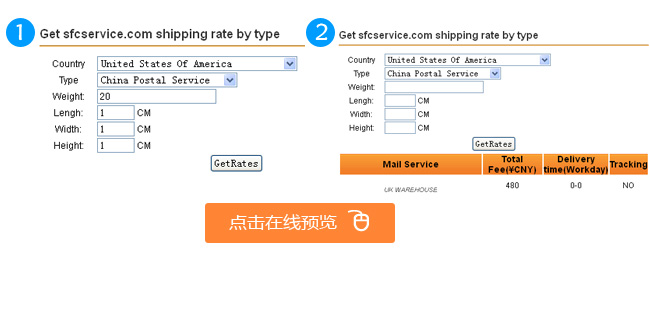 1
Get sfcservice.com shipping rate by type
Country United States Of America
Type China Postal Service
Weight: 20
Lengh: 1 CM
Width: 1 CM
Height: 1 CM
GetRates
2
Get sfcservice.com shipping rate by type
Country United States Of America
Type China Postal Service
Weight:
Lengh: CM
Width: CM
Height: CM
GetRates
Mail Service Total Fee(¥CNY) Delivery time(Workday) Tracking
UK WAREHOUSE 480 0-0 NO
点击在线预览